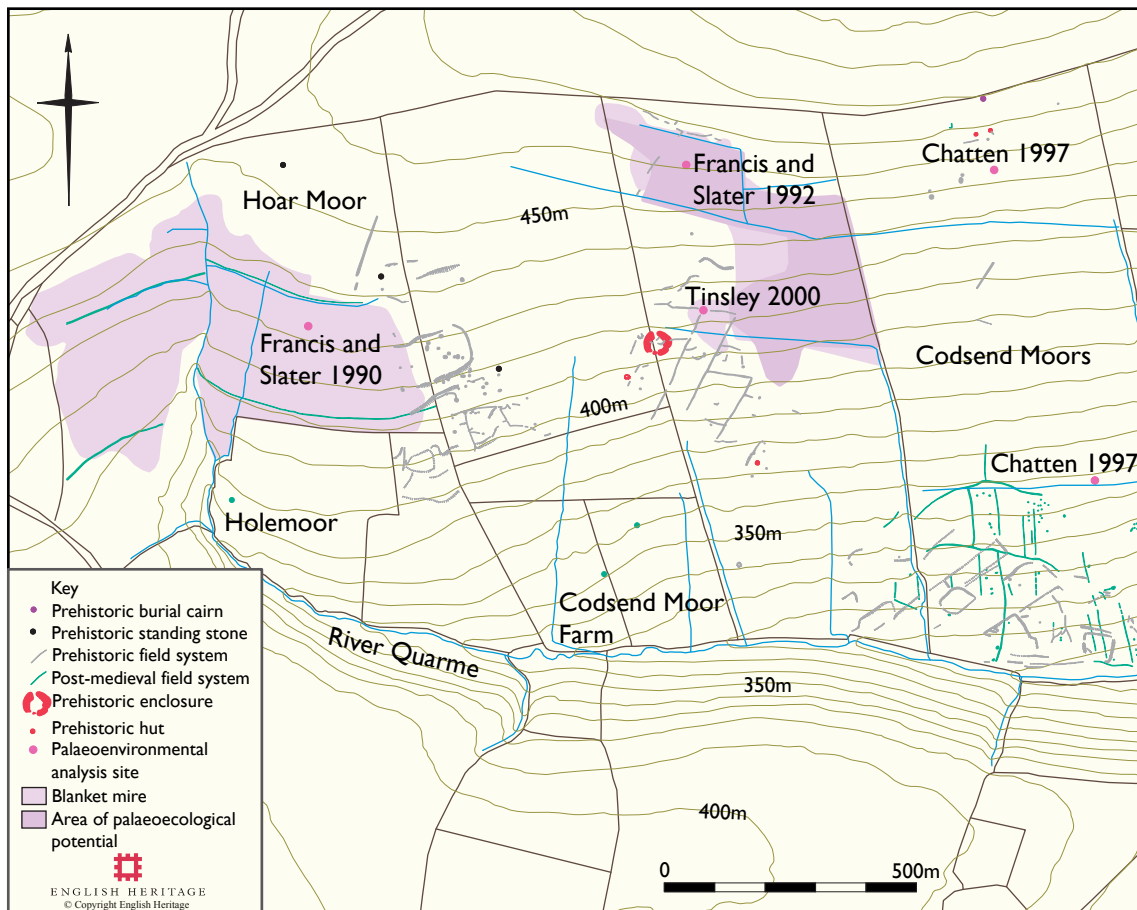 Hoar Moor
450m
Francis and
Slater 1992
Chatten 1997
Tinsley 2000
Francis and
Slater 1990
Codsend Moors
400m
Chatten 1997
Holemoor
350m
Codsend Moor
Farm
River Quarme
350m
400m
Key
Prehistoric burial cairn
Prehistoric standing stone
Prehistoric field system
Post-medieval field system
Prehistoric enclosure
Prehistoric hut
Palaeoenvironmental
analysis site
Blanket mire
Area of palaeoecological
potential
ENGLISH HERITAGE
© Copyright English Heritage
0 500m